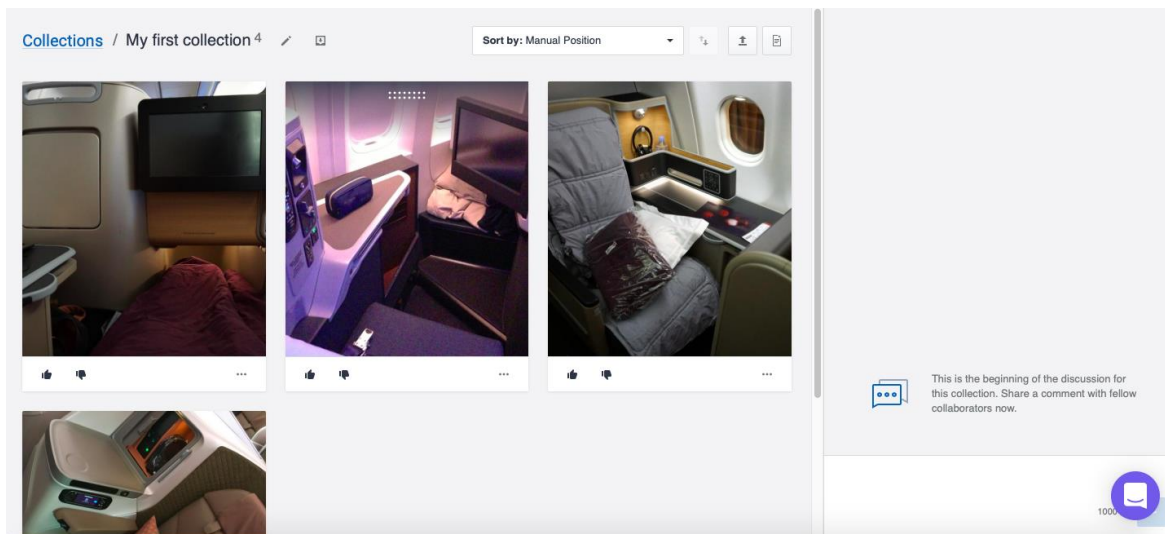 Collections / My first collection 4
Sort by: Manual Position
This is the beginning of the discussion for
this collection. Share a comment with fellow
collaborators now.
1000